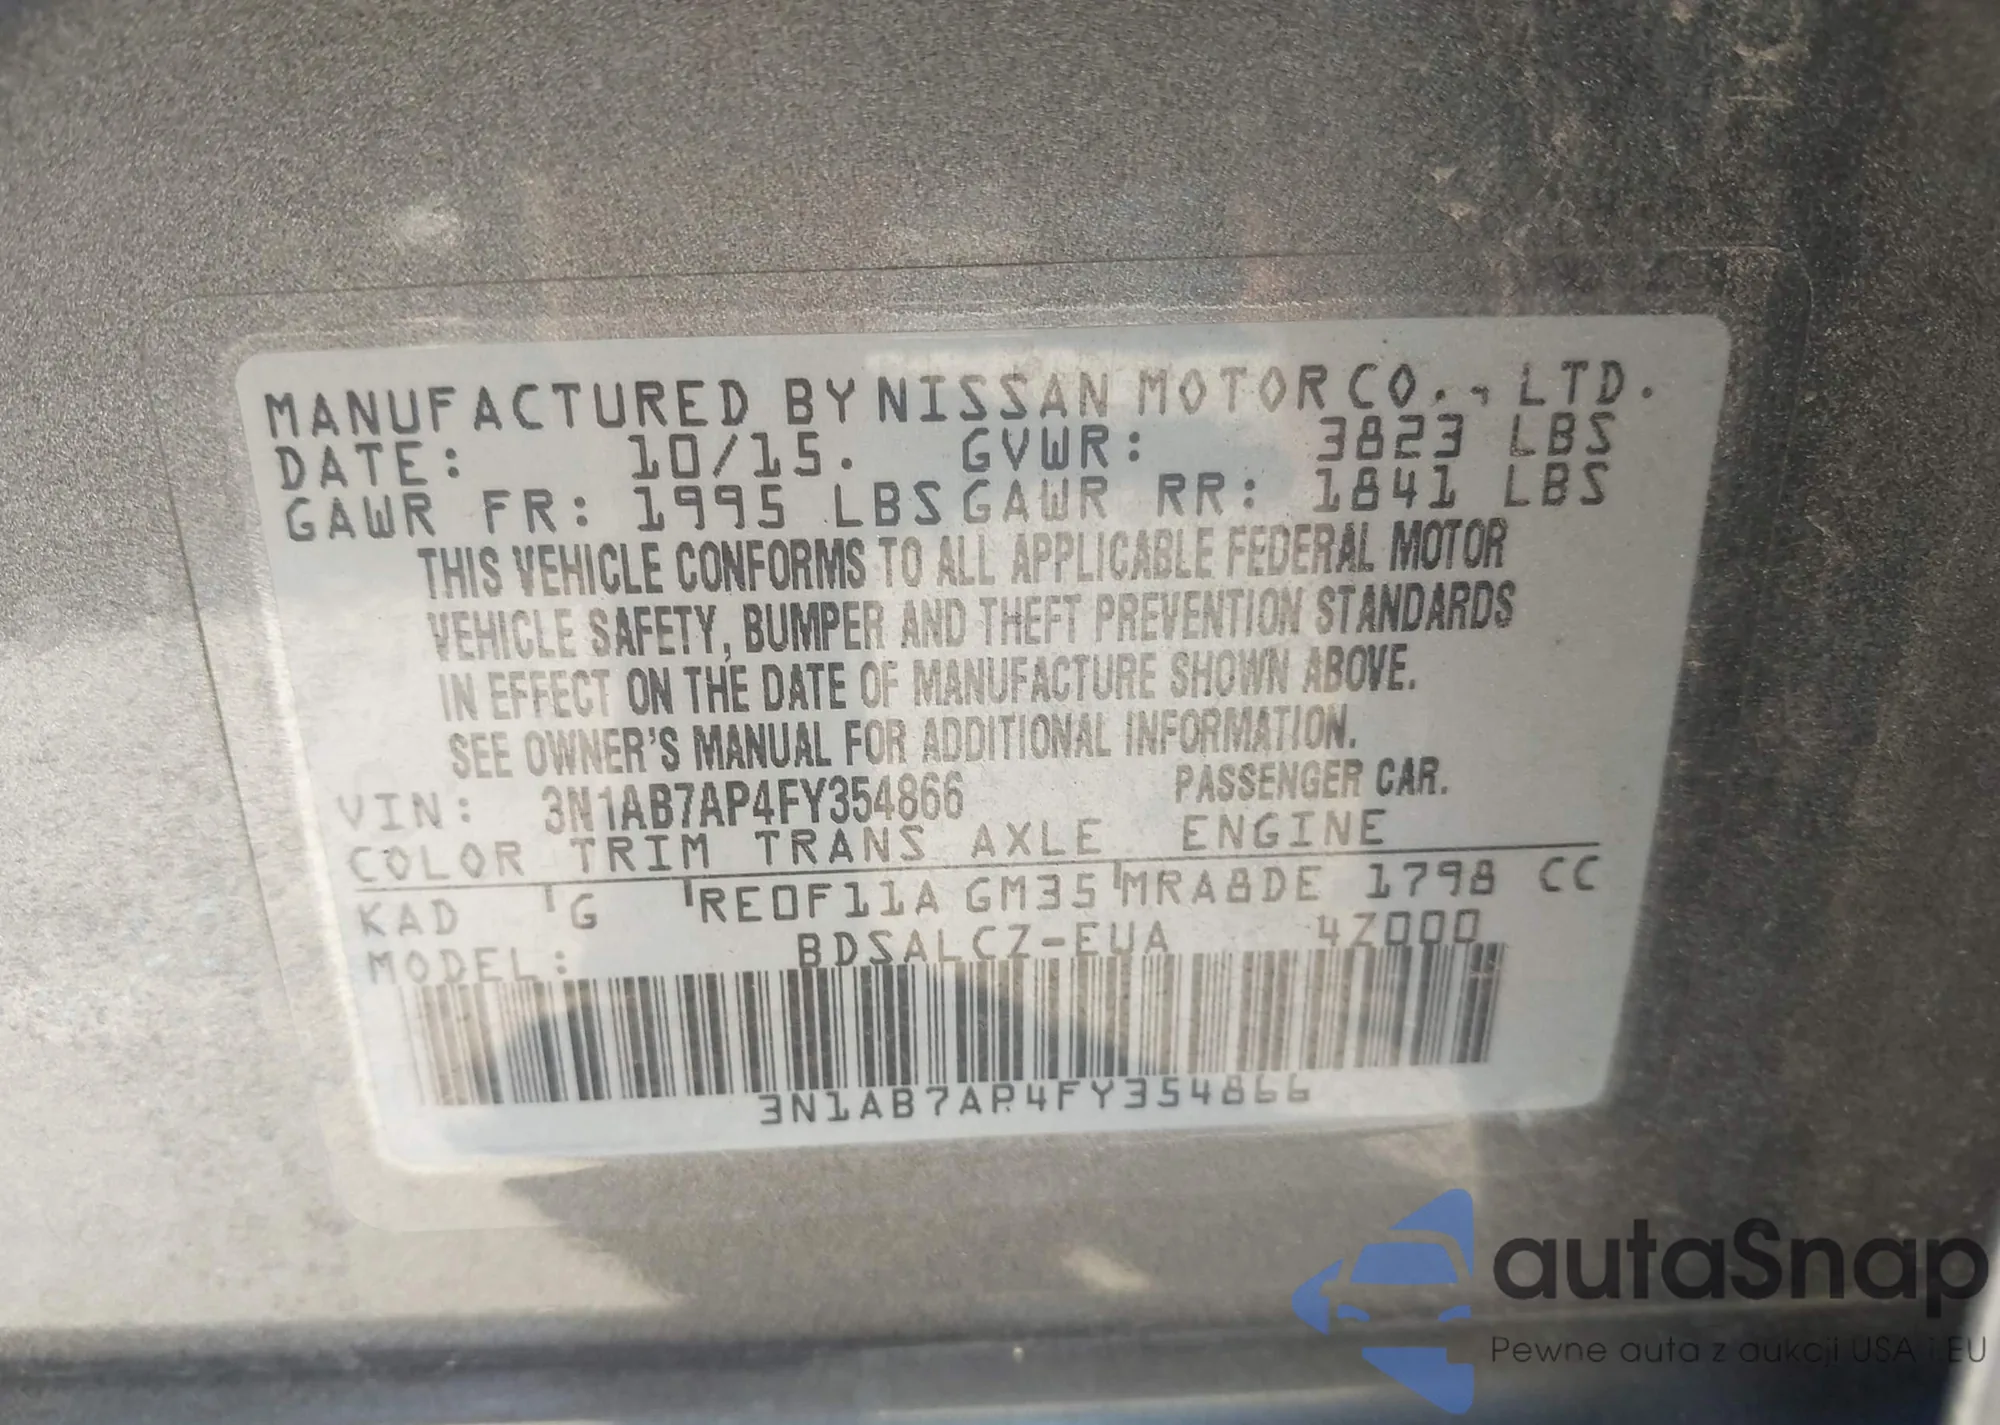 MANUFACTURED BY NISSAN MOTOR CO., LTD.
DATE: 10/15. GVWR: 3823 LBS
GAWR FR: 1995 LBS GAWR RR: 1841 LBS
THIS VEHICLE CONFORMS TO ALL APPLICABLE FEDERAL MOTOR
VEHICLE SAFETY, BUMPER AND THEFT PREVENTION STANDARDS
IN EFFECT ON THE DATE OF MANUFACTURE SHOWN ABOVE.
SEE OWNER'S MANUAL FOR ADDITIONAL INFORMATION.
VIN: 3N1AB7AP4FY354866 PASSENGER CAR.
COLOR TRIM TRANS AXLE ENGINE
KAD G RE0F11A GM35 MRA8DE 1798 CC
MODEL: BDSALCZ-EUA 4Z000
3N1AB7AP4FY354866
autaSnap
Pewne auta z aukcji USA i EU